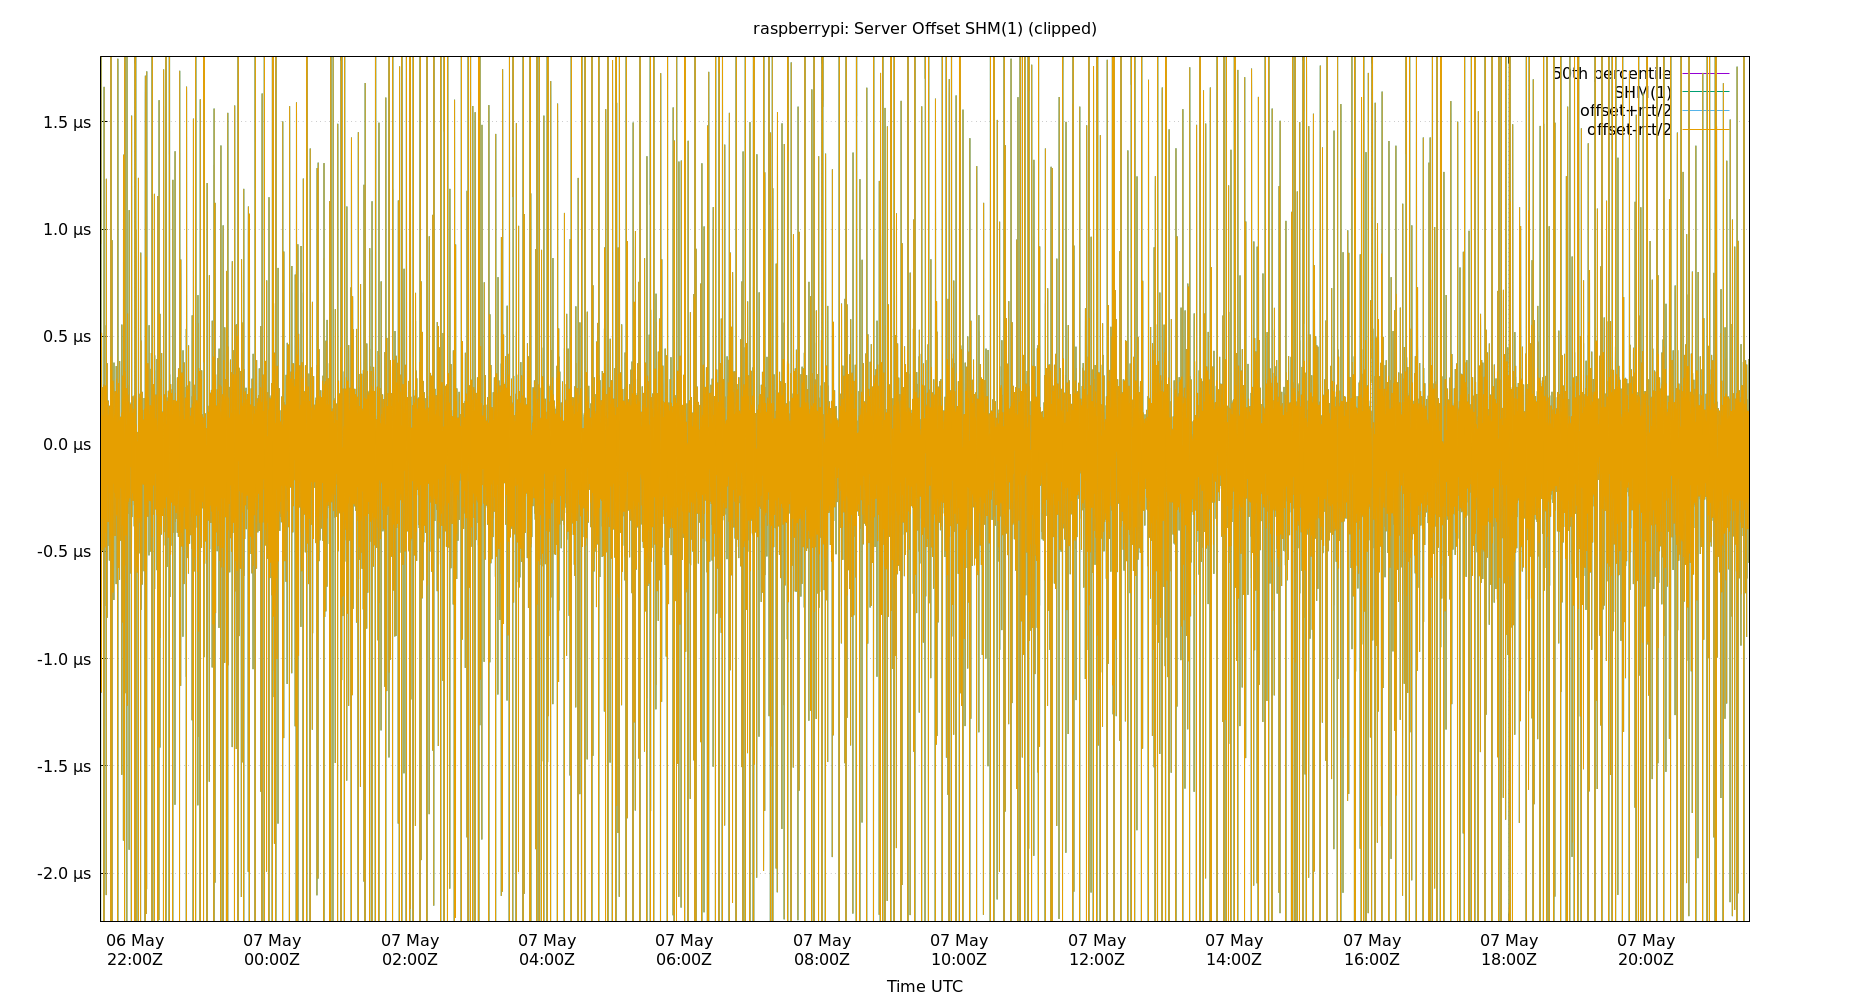 raspberrypi: Server Offset SHM(1) (clipped)
50th percentile
SHM(1)
offset+rtt/2
offset-rtt/2
1.5 µs
1.0 µs
0.5 µs
0.0 µs
-0.5 µs
-1.0 µs
-1.5 µs
-2.0 µs
06 May 07 May 07 May 07 May 07 May 07 May 07 May 07 May 07 May 07 May 07 May 07 May
22:00Z 00:00Z 02:00Z 04:00Z 06:00Z 08:00Z 10:00Z 12:00Z 14:00Z 16:00Z 18:00Z 20:00Z
Time UTC